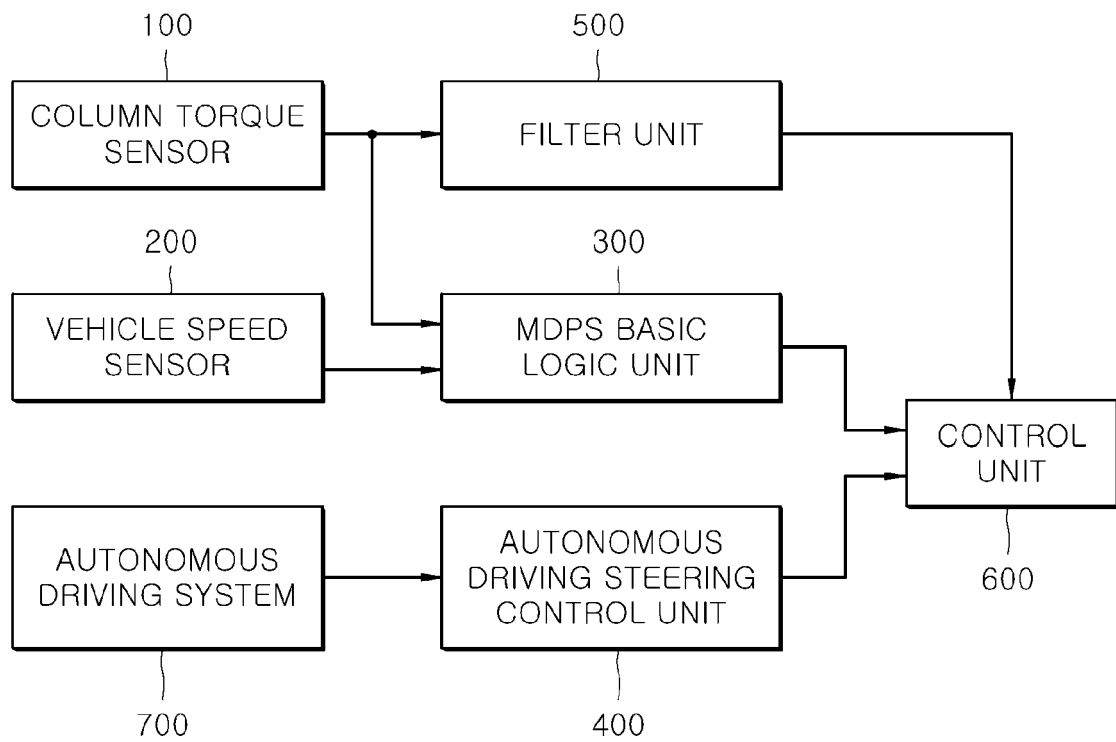 100
500
COLUMN TORQUE
SENSOR
FILTER UNIT
200
300
VEHICLE SPEED
SENSOR
MDPS BASIC
LOGIC UNIT
CONTROL
UNIT
600
AUTONOMOUS
DRIVING SYSTEM
AUTONOMOUS
DRIVING STEERING
CONTROL UNIT
700
400